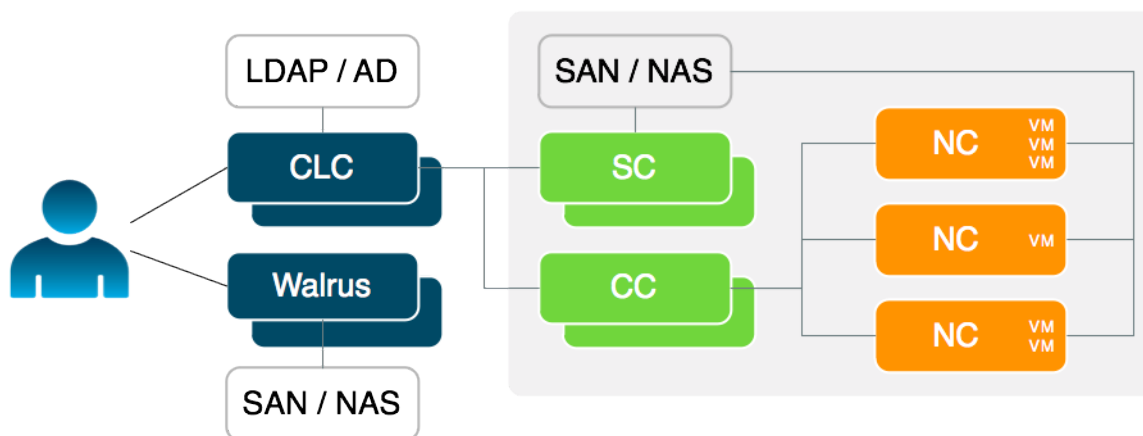 LDAP / AD
SAN / NAS
CLC
SC
NC
VM
VM
VM
NC
VM
Walrus
CC
NC
VM
VM
SAN / NAS